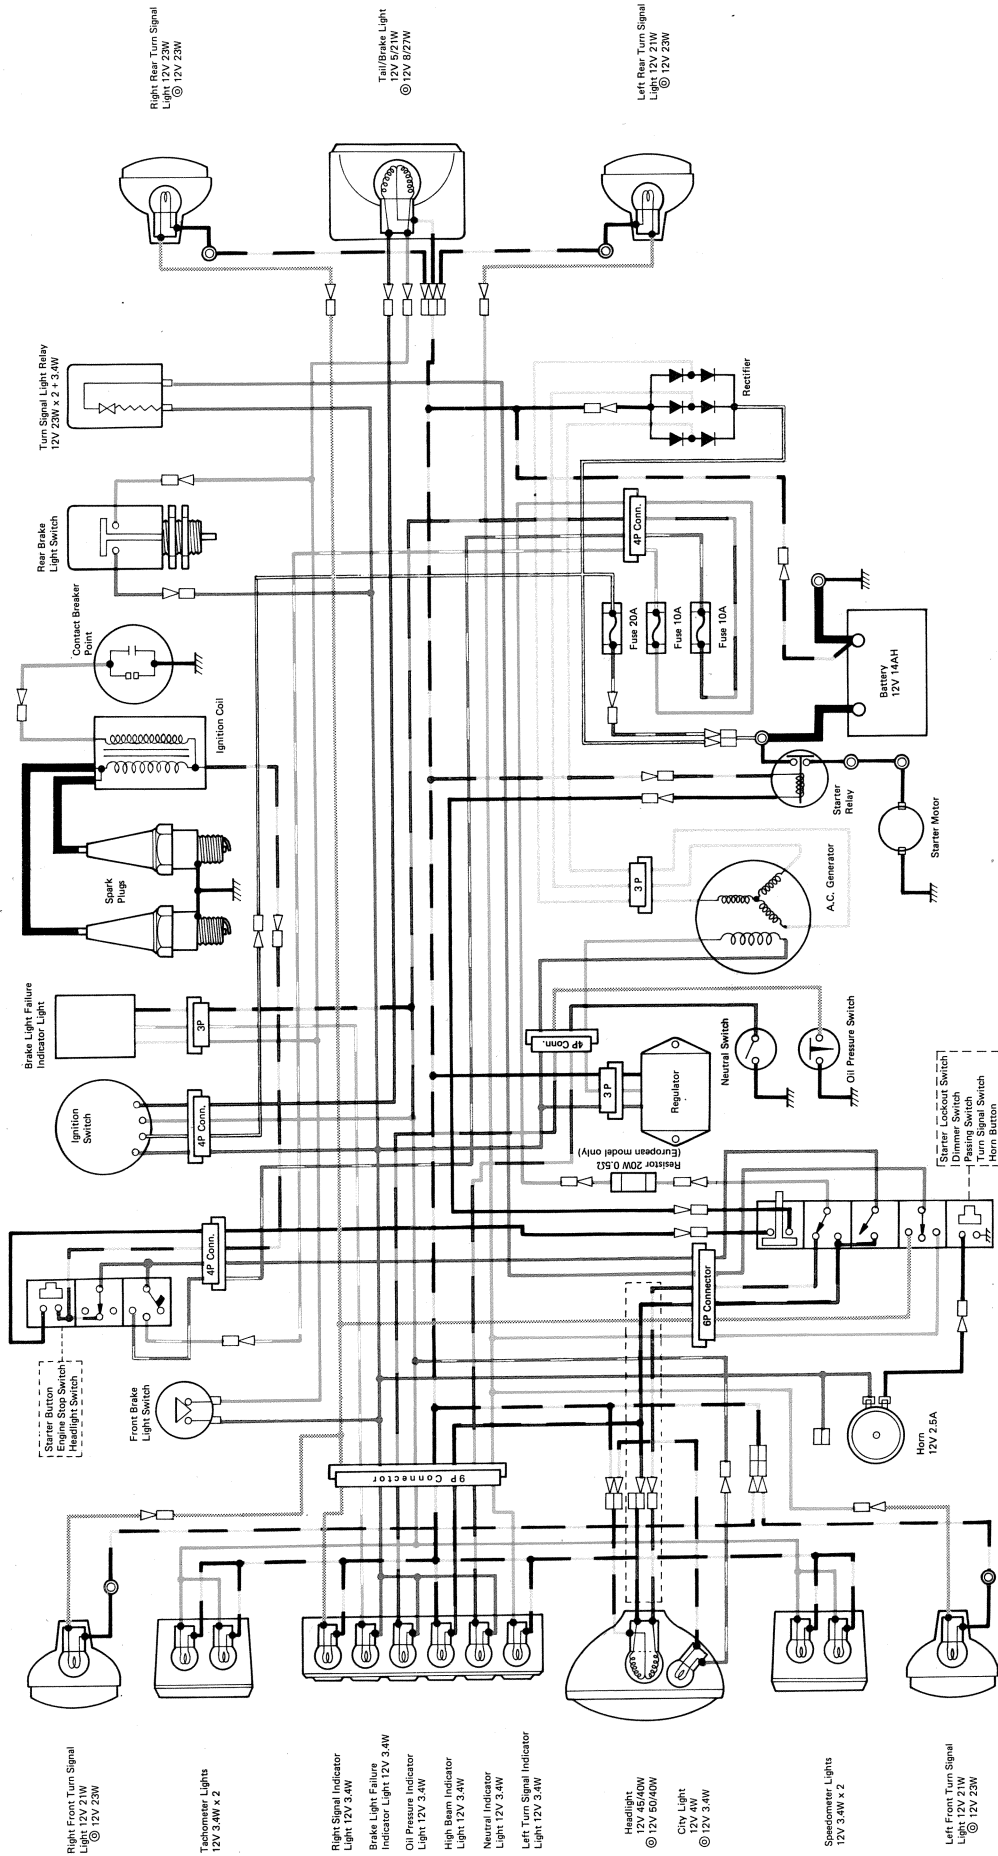 Right Rear Turn Signal
Light 12V 23W
◎ 12V 23W
Tail/Brake Light
12V 5/21W
◎ 12V 8/27W
Left Rear Turn Signal
Light 12V 21W
◎ 12V 23W
Turn Signal Light Relay
12V 23W x 2 + 3.4W
Rectifier
Rear Brake
Light Switch
4P Conn.
Contact Breaker
Point
Fuse 20A
Fuse 10A
Fuse 10A
Battery
12V 14AH
Ignition Coil
Starter
Relay
Starter Motor
Spark
Plugs
3 P
A.C. Generator
Brake Light Failure
Indicator Light
3P
4P Conn.
Neutral Switch
Oil Pressure Switch
Ignition
Switch
4P Conn.
3 P
Regulator
Resistor 20W 0.5Ω
(European model only)
Starter Lockout Switch
Dimmer Switch
Passing Switch
Turn Signal Switch
Horn Button
4P Conn.
6P Connector
Starter Button
Engine Stop Switch
Headlight Switch
Front Brake
Light Switch
Horn
12V 2.5A
9P Connector
Right Front Turn Signal
Light 12V 21W
◎ 12V 23W
Tachometer Lights
12V 3.4W x 2
Right Signal Indicator
Light 12V 3.4W
Brake Light Failure
Indicator Light 12V 3.4W
Oil Pressure Indicator
Light 12V 3.4W
High Beam Indicator
Light 12V 3.4W
Neutral Indicator
Light 12V 3.4W
Left Turn Signal Indicator
Light 12V 3.4W
Headlight
12V 45/40W
◎ 12V 50/40W
City Light
12V 4W
◎ 12V 3.4W
Speedometer Lights
12V 3.4W x 2
Left Front Turn Signal
Light 12V 21W
◎ 12V 23W